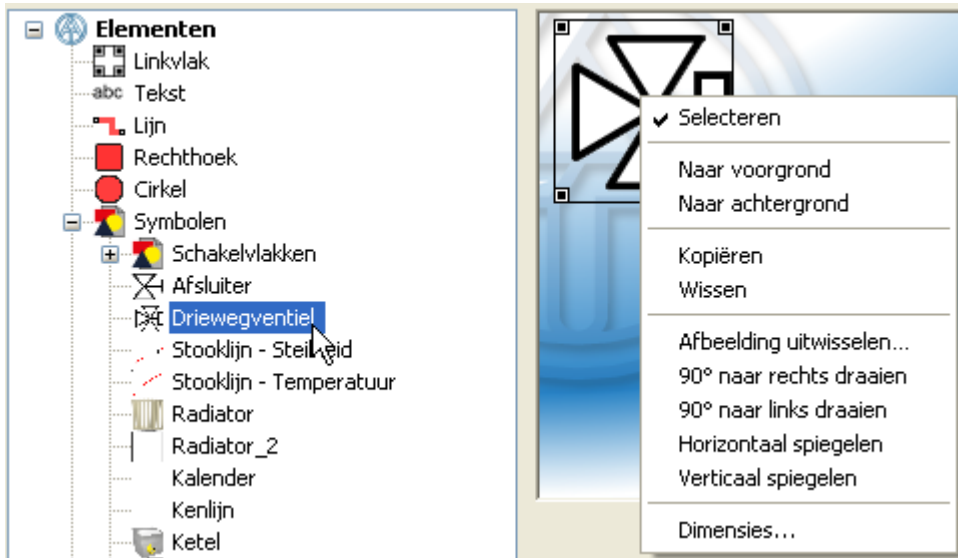 Elementen
Linkvlak
abc Tekst
Lijn
Rechthoek
Cirkel
Symbolen
Schakelvlakken
Afsluiter
Driewegventiel
Stooklijn - Steilheid
Stooklijn - Temperatuur
Radiator
Radiator_2
Kalender
Kenlijn
Ketel
Selecteren
Naar voorgrond
Naar achtergrond
Kopiëren
Wissen
Afbeelding uitwisselen...
90° naar rechts draaien
90° naar links draaien
Horizontaal spiegelen
Verticaal spiegelen
Dimensies...